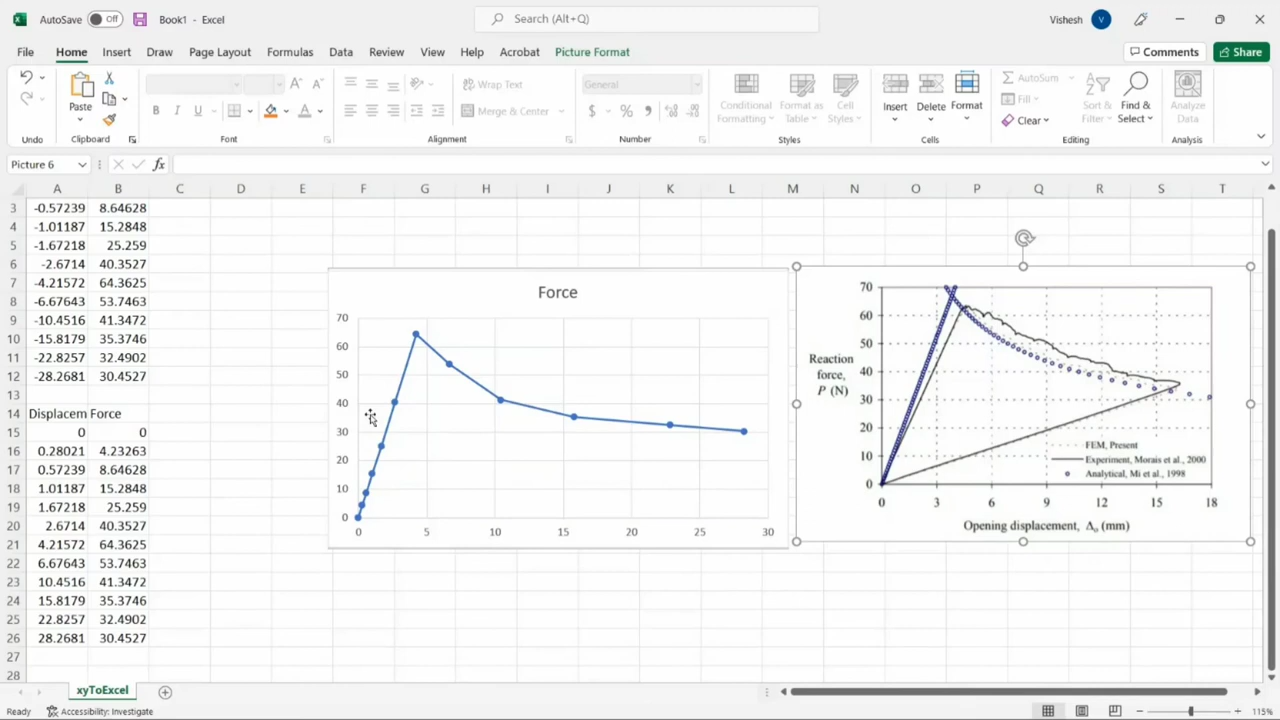 AutoSave Off Book1 - Excel Search (Alt+Q) Vishesh V
File Home Insert Draw Page Layout Formulas Data Review View Help Acrobat Picture Format Comments Share
Undo
Paste
Clipboard
B I U A
Font
Wrap Text
Merge & Center
Alignment
General
$ %
Number
Conditional Formatting
Format as Table
Cell Styles
Styles
Insert Delete Format
Cells
AutoSum
Fill
Clear
Sort & Filter
Find & Select
Editing
Analyze Data
Analysis
Picture 6 fx
A B C D E F G H I J K L M N O P Q R S T
3 -0.57239 8.64628
4 -1.01187 15.2848
5 -1.67218 25.259
6 -2.6714 40.3527
7 -4.21572 64.3625
8 -6.67643 53.7463
9 -10.4516 41.3472
10 -15.8179 35.3746
11 -22.8257 32.4902
12 -28.2681 30.4527
13
14 Displacem Force
15 0 0
16 0.28021 4.23263
17 0.57239 8.64628
18 1.01187 15.2848
19 1.67218 25.259
20 2.6714 40.3527
21 4.21572 64.3625
22 6.67643 53.7463
23 10.4516 41.3472
24 15.8179 35.3746
25 22.8257 32.4902
26 28.2681 30.4527
27
28
Force
70
60
50
40
30
20
10
0
0 5 10 15 20 25 30
70
60
50
40
30
20
10
0
Reaction
force,
P (N)
FEM, Present
Experiment, Morais et al., 2000
Analytical, Mi et al., 1998
0 3 6 9 12 15 18
Opening displacement, Δo (mm)
xyToExcel
Ready Accessibility: Investigate 115%